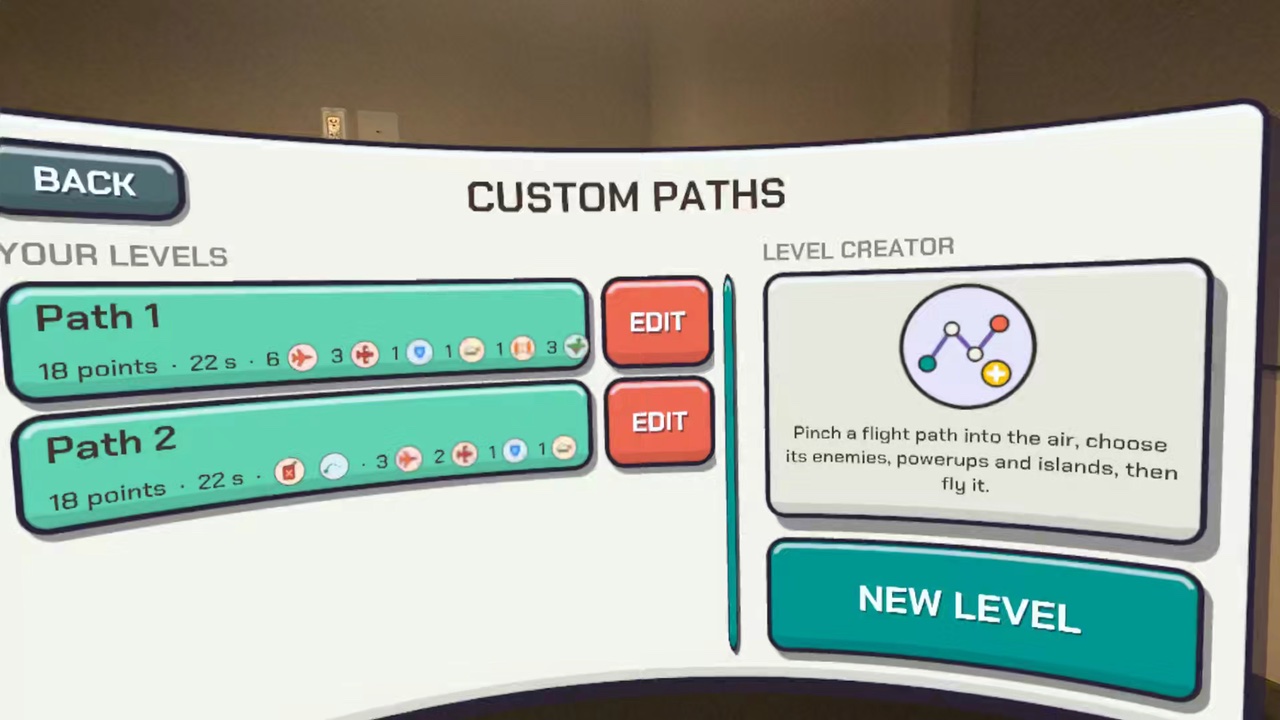 BACK
CUSTOM PATHS
YOUR LEVELS
Path 1
18 points · 22 s · 6 3 1 1 1 3
EDIT
Path 2
18 points · 22 s · · 3 2 1 1
EDIT
LEVEL CREATOR
Pinch a flight path into the air, choose
its enemies, powerups and islands, then
fly it.
NEW LEVEL